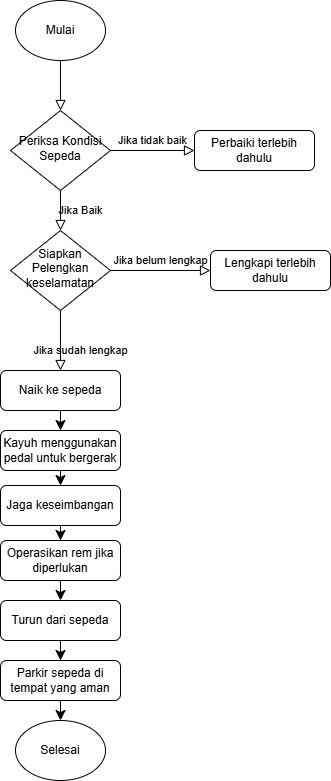 Mulai
Periksa Kondisi
Sepeda
Jika tidak baik
Perbaiki terlebih
dahulu
Jika Baik
Siapkan
Pelengkan
keselamatan
Jika belum lengkap
Lengkapi terlebih
dahulu
Jika sudah lengkap
Naik ke sepeda
Kayuh menggunakan
pedal untuk bergerak
Jaga keseimbangan
Operasikan rem jika
diperlukan
Turun dari sepeda
Parkir sepeda di
tempat yang aman
Selesai